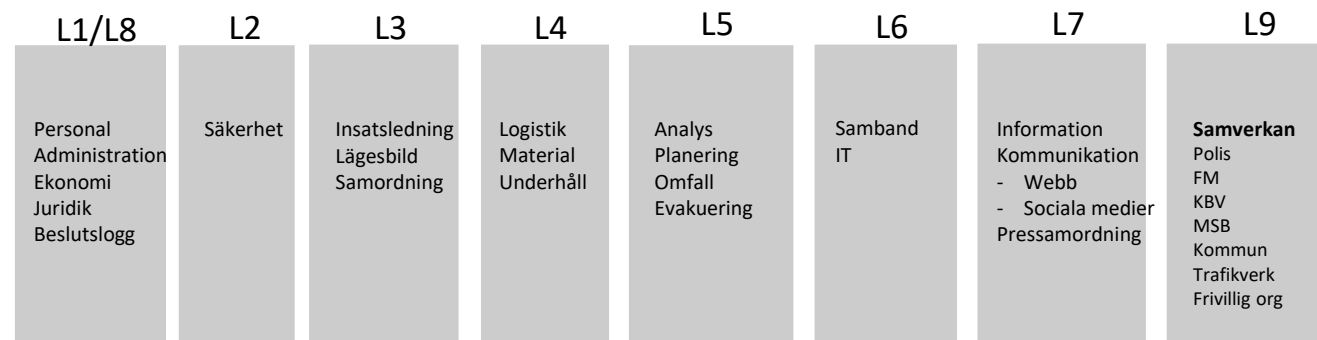 L1/L8
Personal
Administration
Ekonomi
Juridik
Beslutslogg
L2
Säkerhet
L3
Insatsledning
Lägesbild
Samordning
L4
Logistik
Material
Underhåll
L5
Analys
Planering
Omfall
Evakuering
L6
Samband
IT
L7
Information
Kommunikation
- Webb
- Sociala medier
Pressamordning
L9
Samverkan
Polis
FM
KBV
MSB
Kommun
Trafikverk
Frivillig org